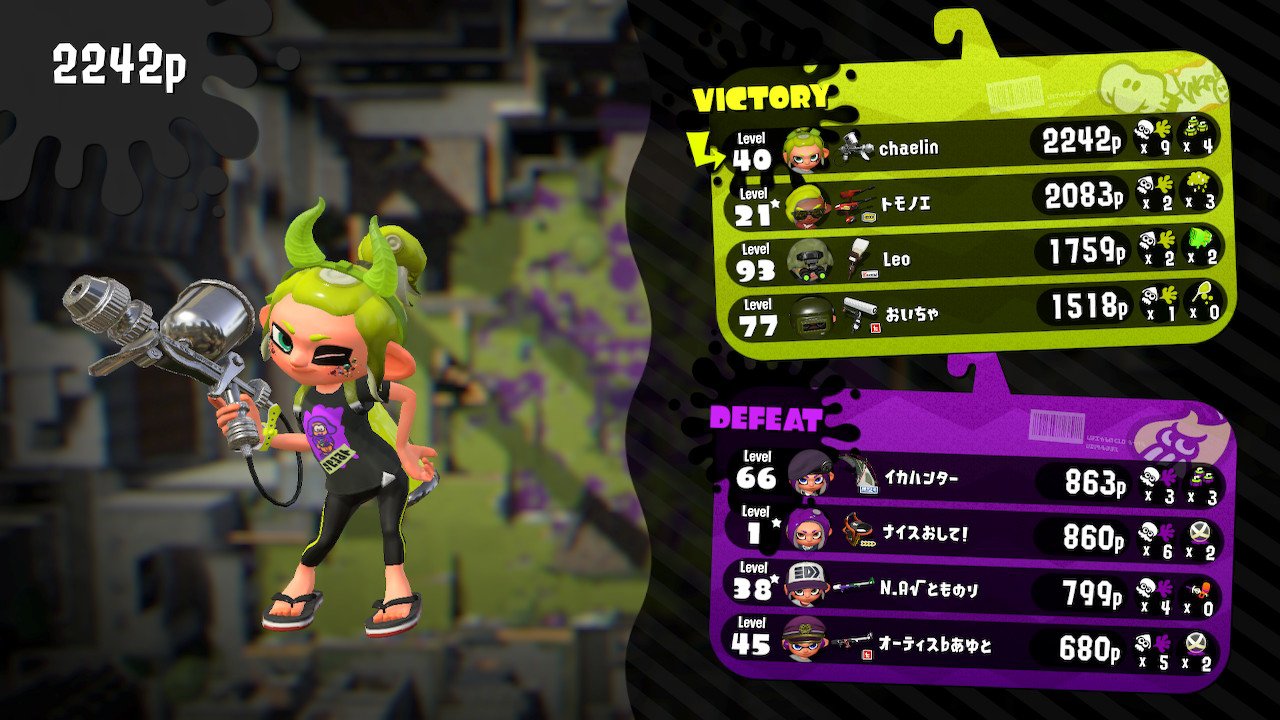 2242p
VICTORY
Level 40 chaelin 2242p x 9 x 4
Level 21 トモノエ 2083p x 2 x 3
Level 93 Leo 1759p x 2 x 2
Level 77 おいちゃ 1518p x 1 x 0
DEFEAT
Level 66 イカハンター 863p x 3 x 3
Level 1 ナイスおして! 860p x 6 x 2
Level 38 N.A√とものり 799p x 4 x 0
Level 45 オーティスbあゆと 680p x 5 x 2